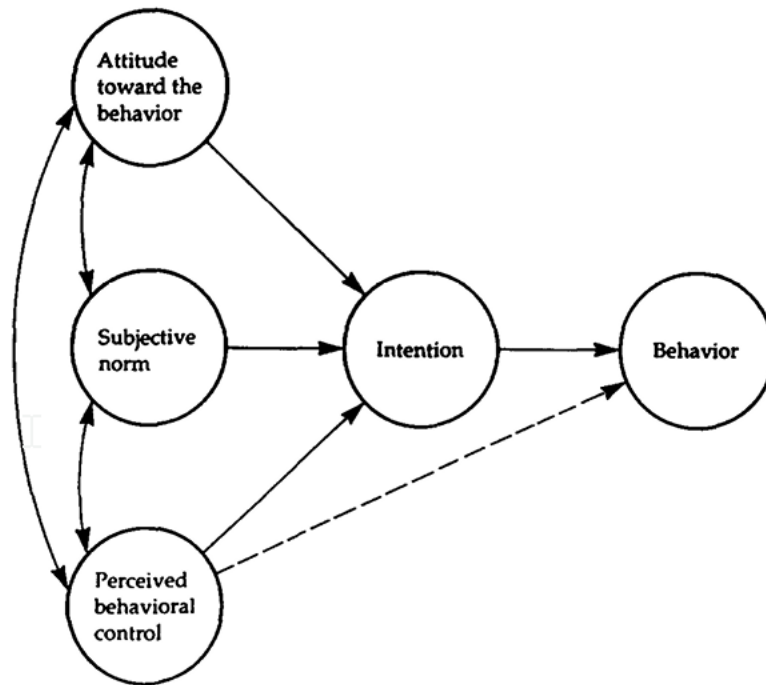 Attitude
toward the
behavior
Subjective
norm
Intention
Behavior
Perceived
behavioral
control